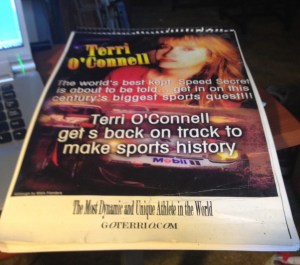 Terri
O'Connell
The world's best kept Speed Secret
is about to be told... get in on this
century's biggest sports quest!!!
Terri O'Connell
get s back on track to
make sports history
Mobil 1
The Most Dynamic and Unique Athlete in the World
GOTERRIO.COM